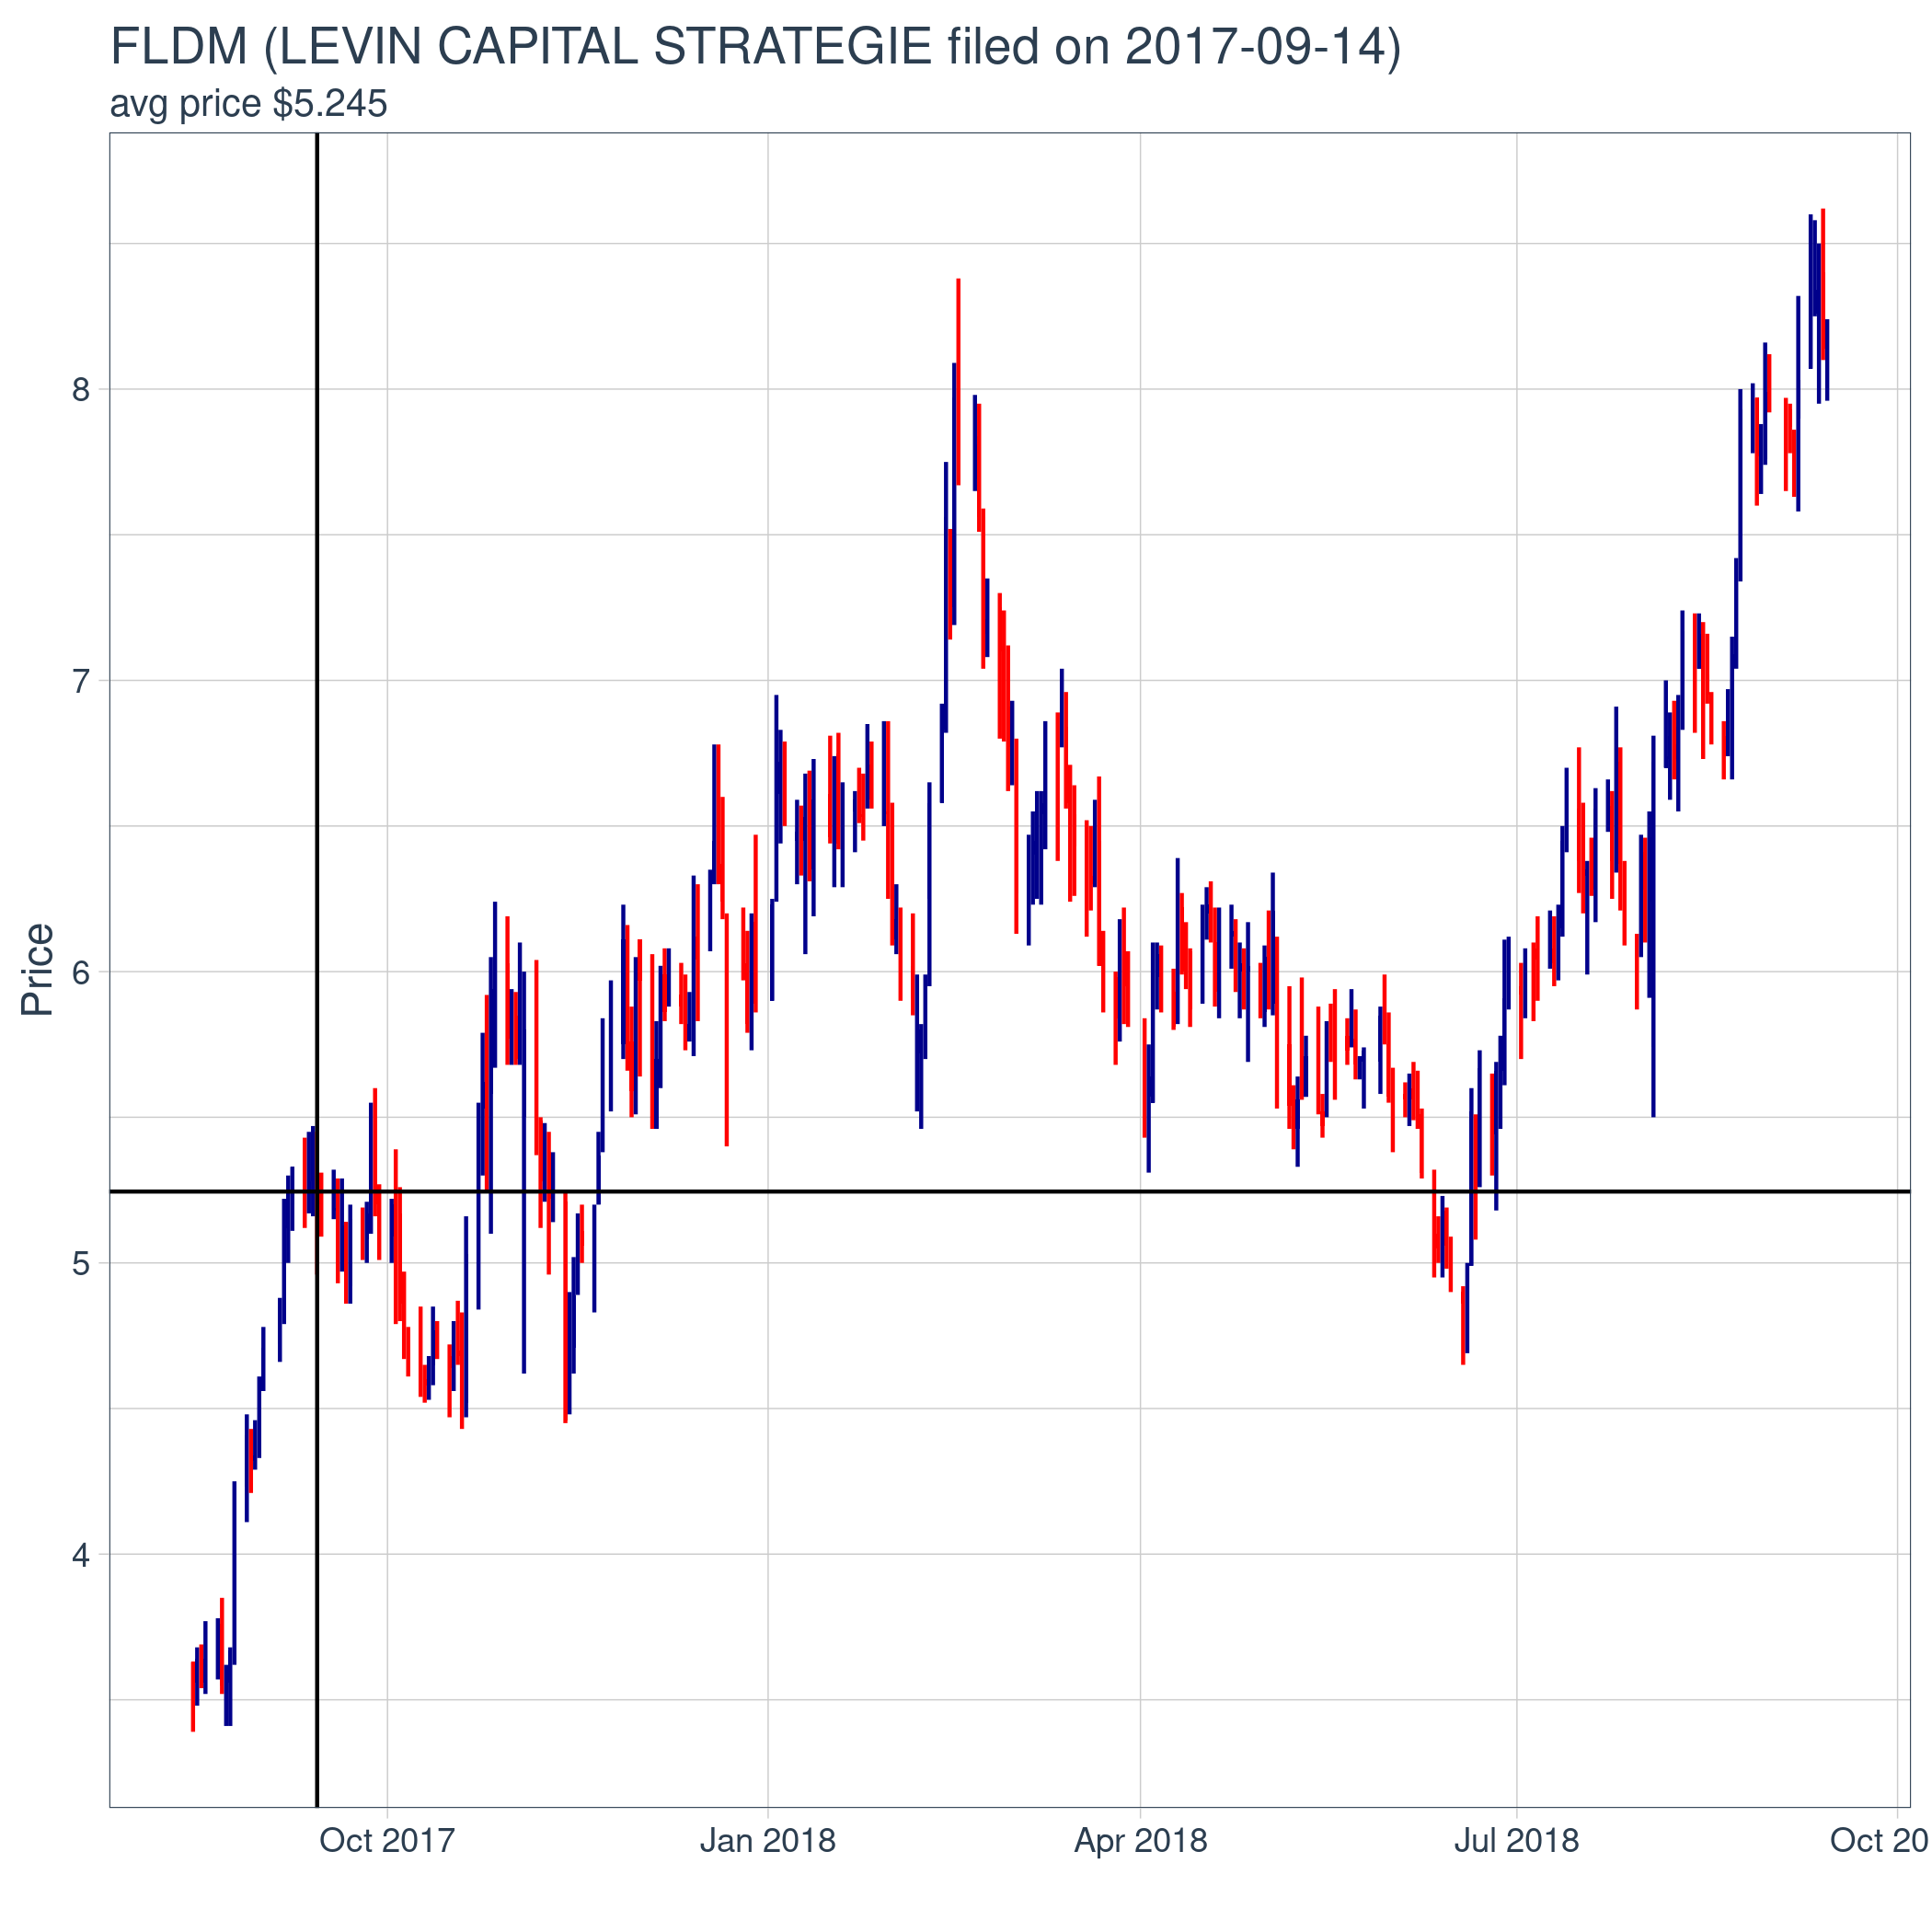 FLDM (LEVIN CAPITAL STRATEGIE filed on 2017-09-14)
avg price $5.245
Price
8
7
6
5
4
Oct 2017
Jan 2018
Apr 2018
Jul 2018
Oct 20